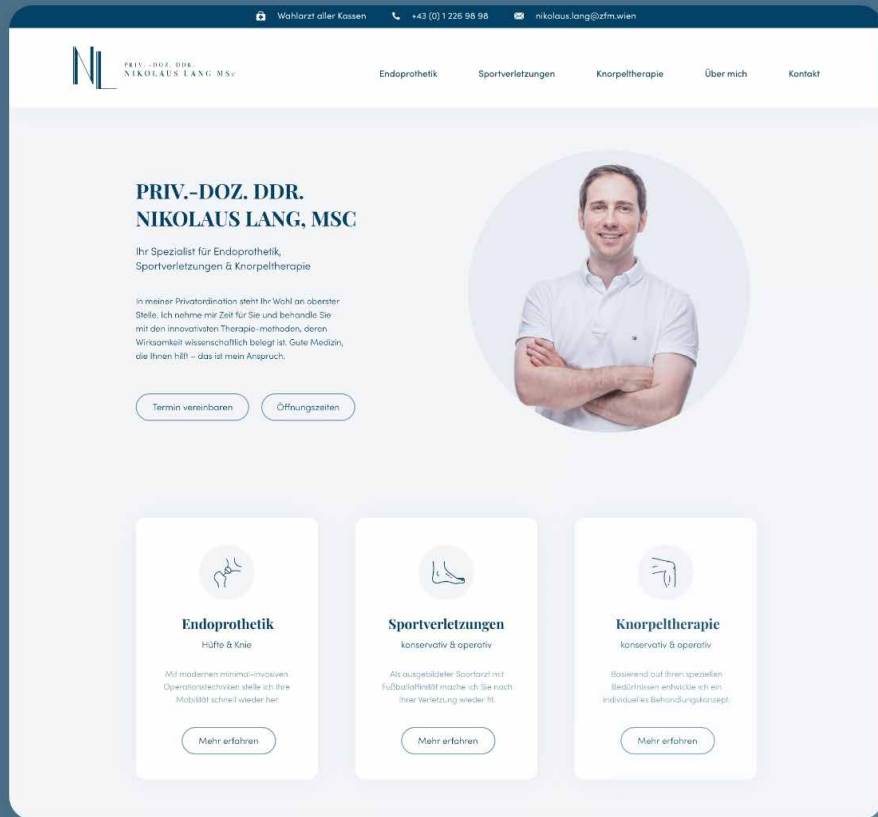 Wahlarzt aller Kassen
+43 (0) 1 226 98 98
nikolaus.lang@zfm.wien
NL
PRIV.-DOZ. DDR.
NIKOLAUS LANG MSc
Endoprothetik
Sportverletzungen
Knorpeltherapie
Über mich
Kontakt
PRIV.-DOZ. DDR.
NIKOLAUS LANG, MSC
Ihr Spezialist für Endoprothetik,
Sportverletzungen & Knorpeltherapie
In meiner Privatordination steht Ihr Wohl an oberster
Stelle. Ich nehme mir Zeit für Sie und behandle Sie
mit den innovativsten Therapie-methoden, deren
Wirksamkeit wissenschaftlich belegt ist. Gute Medizin,
die Ihnen hilft – das ist mein Anspruch.
Termin vereinbaren
Öffnungszeiten
Endoprothetik
Hüfte & Knie
Mit modernen minimal-invasiven
Operationstechniken stelle ich Ihre
Mobilität schnell wieder her.
Mehr erfahren
Sportverletzungen
konservativ & operativ
Als ausgebildeter Sportarzt mit
Fußballaffinität mache ich Sie nach
Ihrer Verletzung wieder fit.
Mehr erfahren
Knorpeltherapie
konservativ & operativ
Basierend auf Ihren speziellen
Bedürfnissen entwickle ich ein
individuelles Behandlungskonzept.
Mehr erfahren